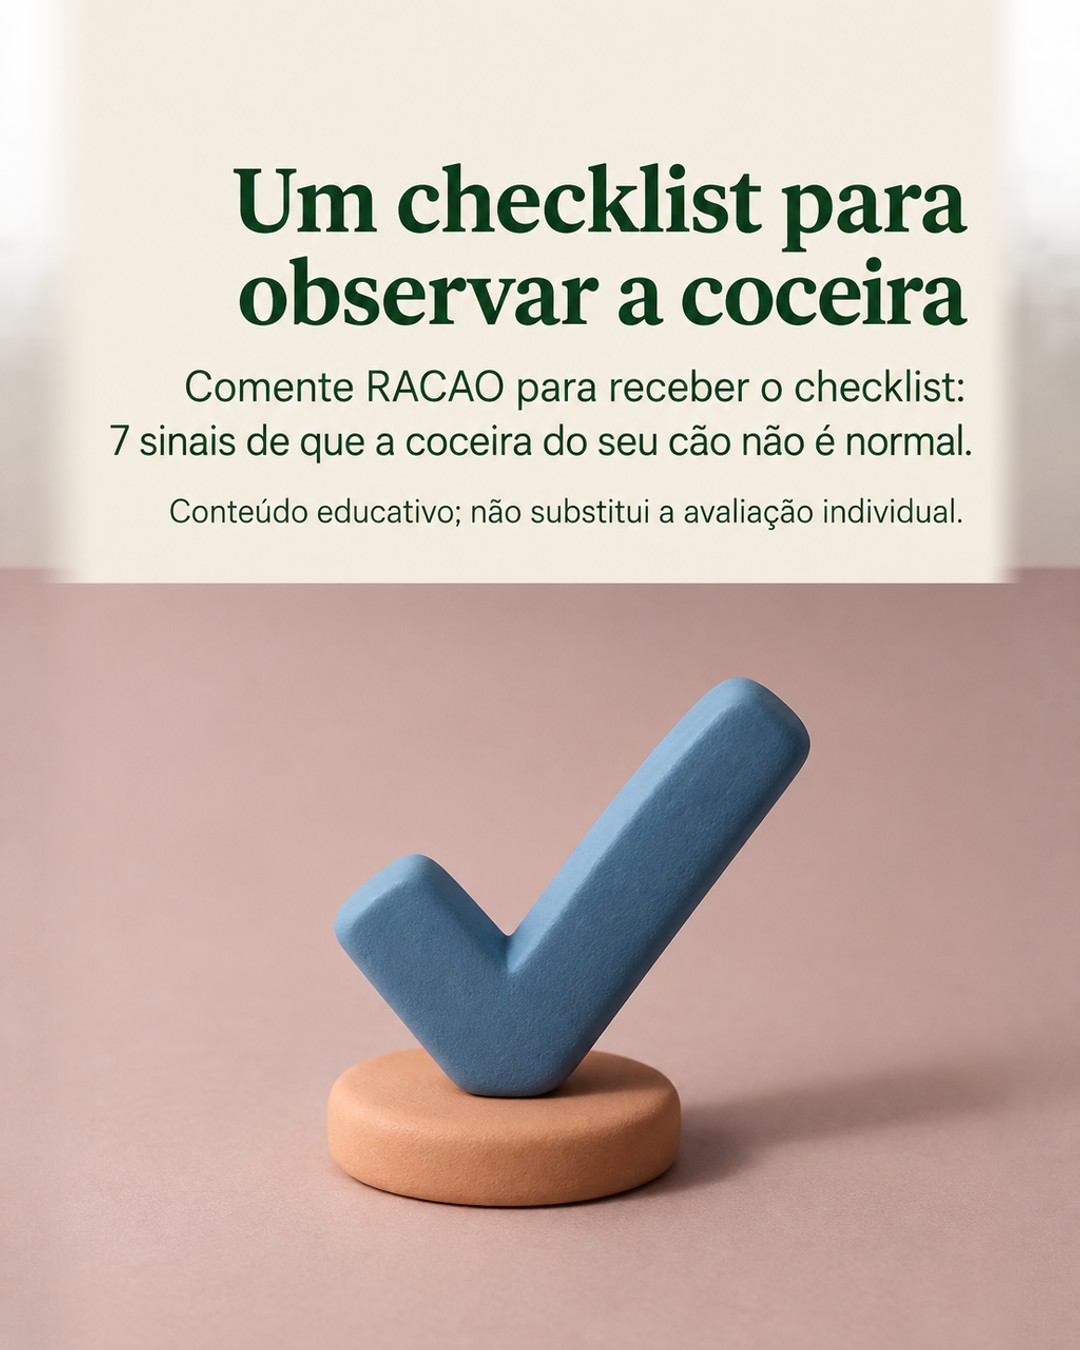 Um checklist para
observar a coceira
Comente RACAO para receber o checklist:
7 sinais de que a coceira do seu cão não é normal.
Conteúdo educativo; não substitui a avaliação individual.